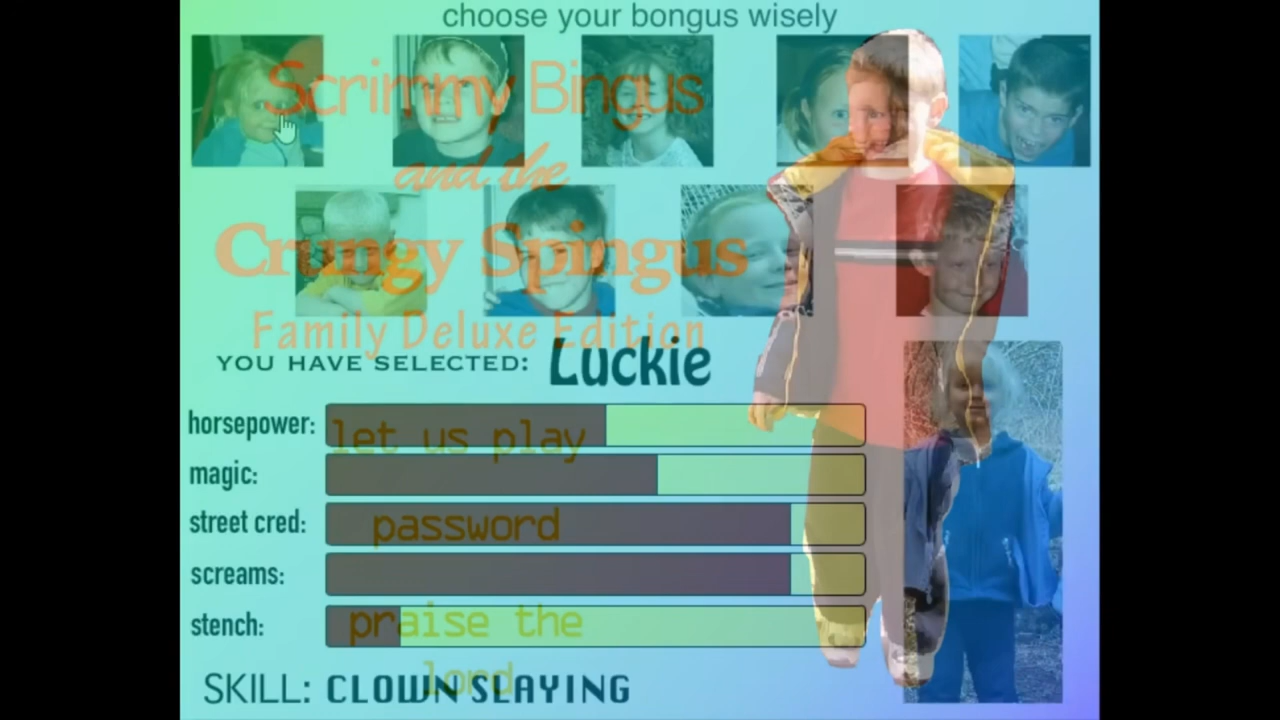 choose your bongus wisely
Scrimmy Bingus
and the
Crungy Spingus
Family Deluxe Edition
YOU HAVE SELECTED: Luckie
horsepower:
let us play
magic:
street cred:
password
screams:
stench:
praise the
lord
SKILL: CLOWN SLAYING